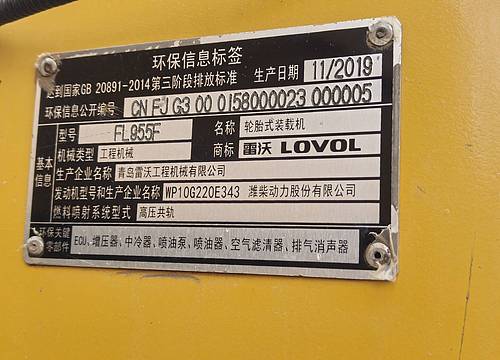 环保信息标签
达到国家GB 20891-2014第三阶段排放标准 生产日期 11/2019
环保信息公开编号 CN FJ G3 00 0158000023 000005
基本信息 型号 FL955F 名称 轮胎式装载机
机械类型 工程机械 商标 雷沃 LOVOL
生产企业名称 青岛雷沃工程机械有限公司
发动机型号和生产企业名称 WP10G220E343 潍柴动力股份有限公司
燃料喷射系统型式 高压共轨
环保关键零部件 ECU、增压器、中冷器、喷油泵、喷油器、空气滤清器、排气消声器